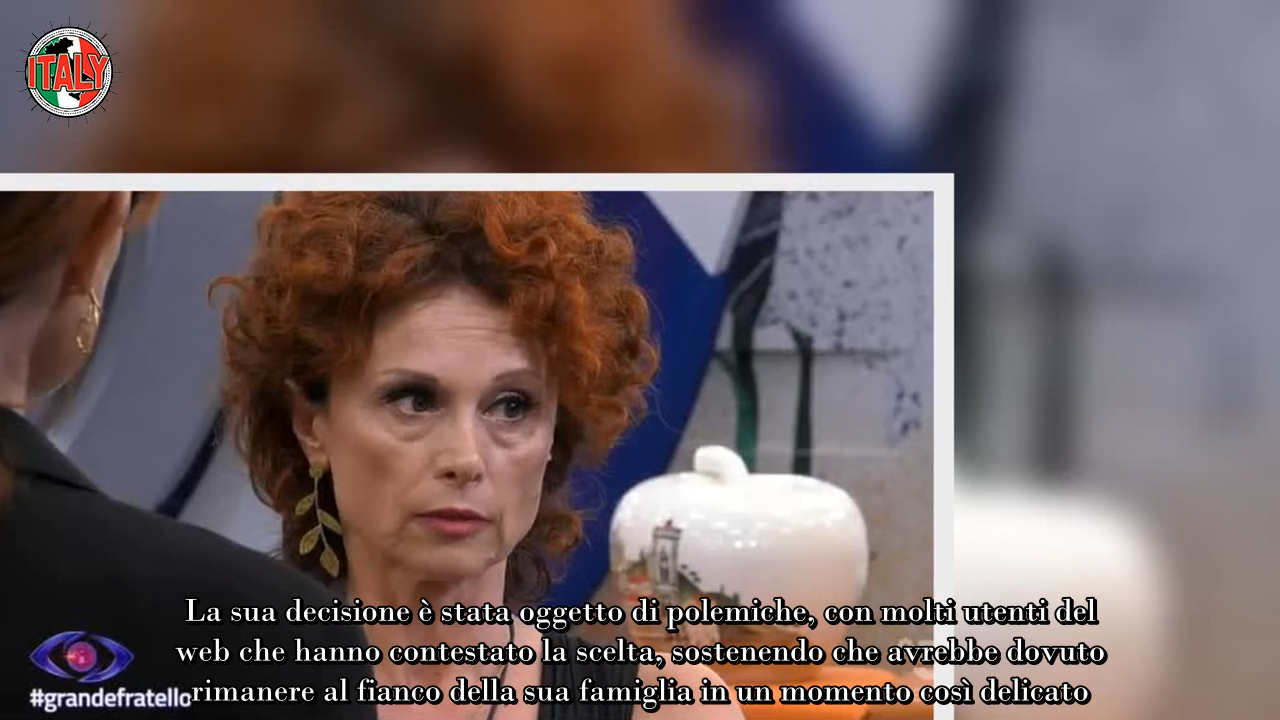 ITALY
La sua decisione è stata oggetto di polemiche, con molti utenti del
web che hanno contestato la scelta, sostenendo che avrebbe dovuto
rimanere al fianco della sua famiglia in un momento così delicato
#grandefratello